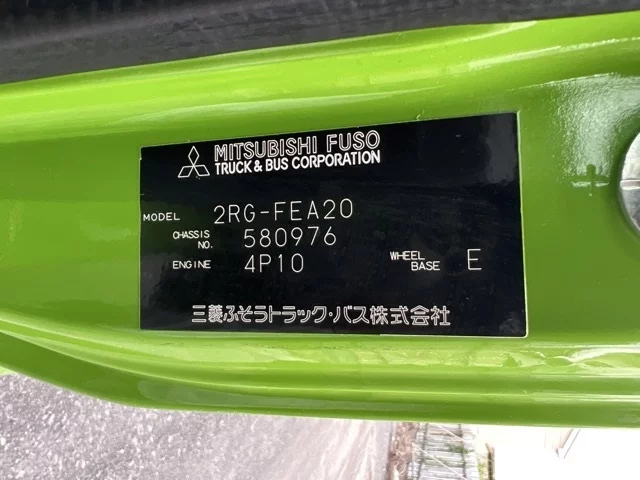 MITSUBISHI FUSO
TRUCK & BUS CORPORATION
MODEL 2RG-FEA20
CHASSIS NO. 580976
ENGINE 4P10 WHEEL BASE E
三菱ふそうトラック・バス株式会社